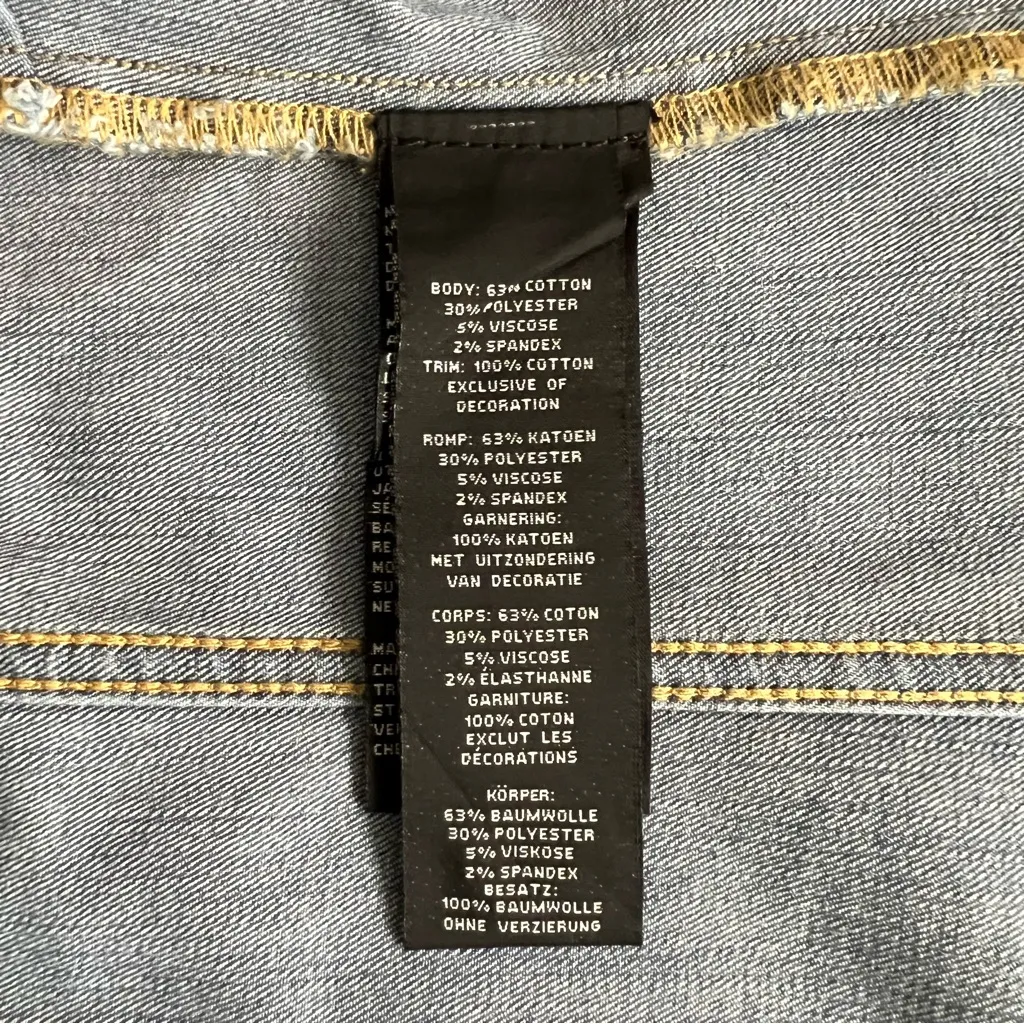 BODY: 63% COTTON
30% POLYESTER
5% VISCOSE
2% SPANDEX
TRIM: 100% COTTON
EXCLUSIVE OF
DECORATION
ROMP: 63% KATOEN
30% POLYESTER
5% VISCOSE
2% SPANDEX
GARNERING:
100% KATOEN
MET UITZONDERING
VAN DECORATIE
CORPS: 63% COTON
30% POLYESTER
5% VISCOSE
2% ÉLASTHANNE
GARNITURE:
100% COTON
EXCLUT LES
DÉCORATIONS
KÖRPER:
63% BAUMWOLLE
30% POLYESTER
5% VISKOSE
2% SPANDEX
BESATZ:
100% BAUMWOLLE
OHNE VERZIERUNG